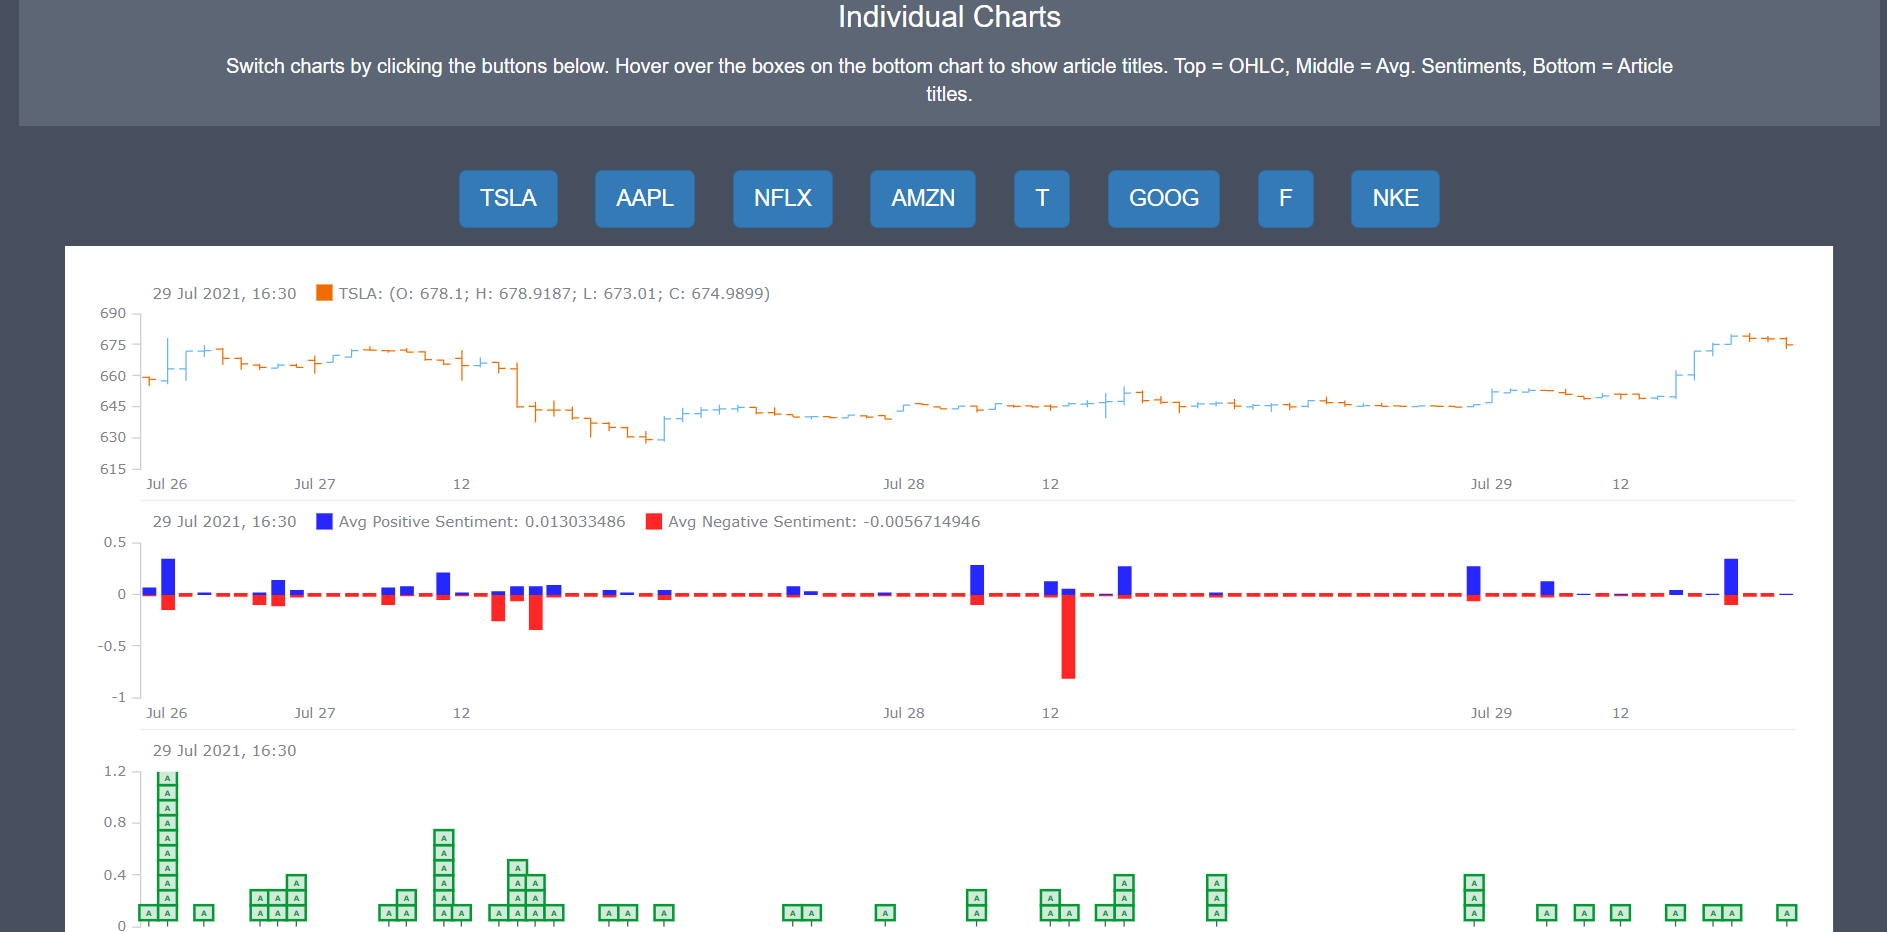 Individual Charts
Switch charts by clicking the buttons below. Hover over the boxes on the bottom chart to show article titles. Top = OHLC, Middle = Avg. Sentiments, Bottom = Article
titles.
TSLA AAPL NFLX AMZN T GOOG F NKE
29 Jul 2021, 16:30 TSLA: (O: 678.1; H: 678.9187; L: 673.01; C: 674.9899)
690
675
660
645
630
615
Jul 26 Jul 27 12 Jul 28 12 Jul 29 12
29 Jul 2021, 16:30 Avg Positive Sentiment: 0.013033486 Avg Negative Sentiment: -0.0056714946
0.5
0
-0.5
-1
Jul 26 Jul 27 12 Jul 28 12 Jul 29 12
29 Jul 2021, 16:30
1.2
A
A
A
0.8
A
A A
A
A A A
0.4
A A A A A A A
A A A A A A A A A A A A
A A A A A A A A A A A A A A A A A A A A A A A A A A A A A A A A A
0